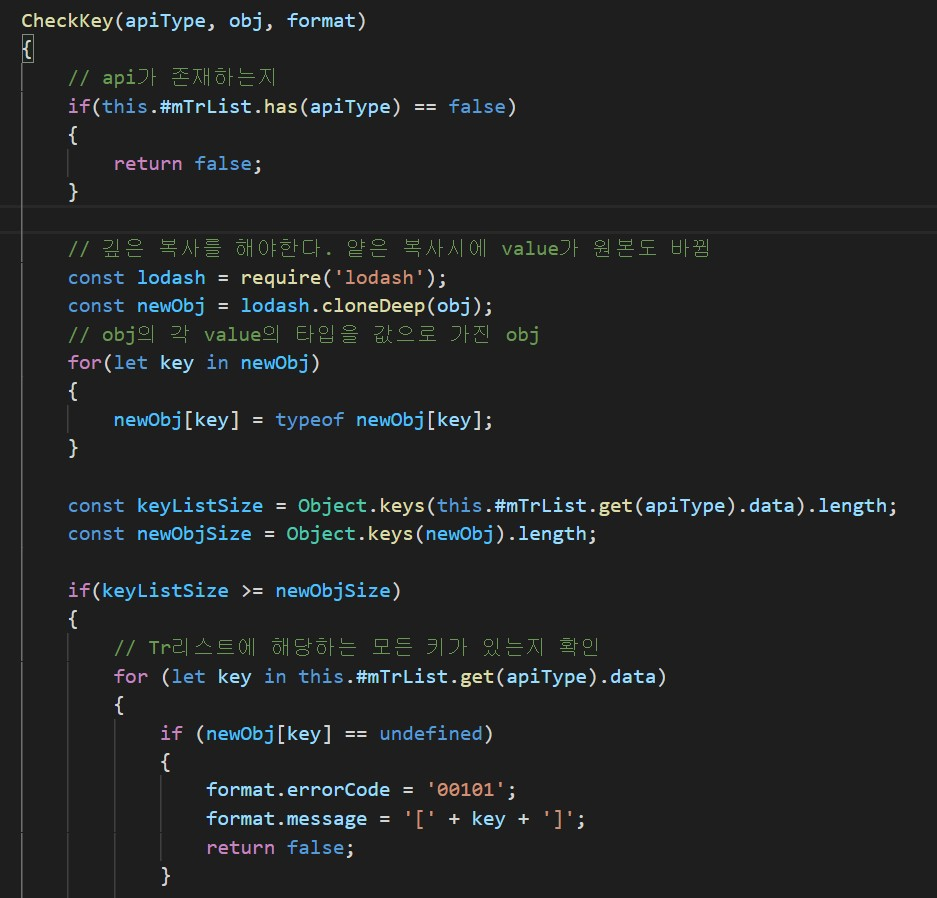 CheckKey(apiType, obj, format)
{
// api가 존재하는지
if(this.#mTrList.has(apiType) == false)
{
return false;
}
// 깊은 복사를 해야한다. 얕은 복사시에 value가 원본도 바뀜
const lodash = require('lodash');
const newObj = lodash.cloneDeep(obj);
// obj의 각 value의 타입을 값으로 가진 obj
for(let key in newObj)
{
newObj[key] = typeof newObj[key];
}
const keyListSize = Object.keys(this.#mTrList.get(apiType).data).length;
const newObjSize = Object.keys(newObj).length;
if(keyListSize >= newObjSize)
{
// Tr리스트에 해당하는 모든 키가 있는지 확인
for (let key in this.#mTrList.get(apiType).data)
{
if (newObj[key] == undefined)
{
format.errorCode = '00101';
format.message = '[' + key + ']';
return false;
}